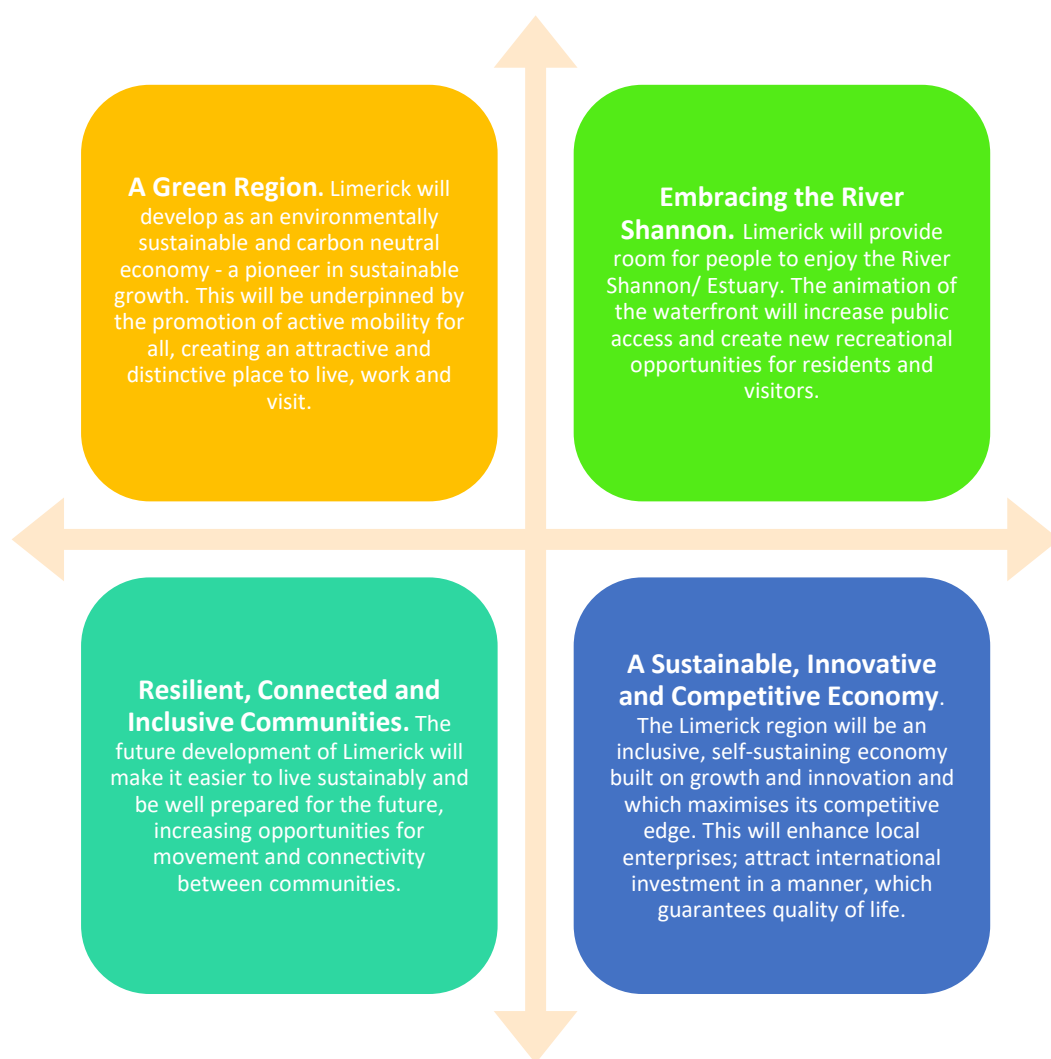 A Green Region. Limerick will
develop as an environmentally
sustainable and carbon neutral
economy - a pioneer in sustainable
growth. This will be underpinned by
the promotion of active mobility for
all, creating an attractive and
distinctive place to live, work and
visit.
Embracing the River
Shannon. Limerick will provide
room for people to enjoy the River
Shannon/ Estuary. The animation of
the waterfront will increase public
access and create new recreational
opportunities for residents and
visitors.
Resilient, Connected and
Inclusive Communities. The
future development of Limerick will
make it easier to live sustainably and
be well prepared for the future,
increasing opportunities for
movement and connectivity
between communities.
A Sustainable, Innovative
and Competitive Economy.
The Limerick region will be an
inclusive, self-sustaining economy
built on growth and innovation and
which maximises its competitive
edge. This will enhance local
enterprises; attract international
investment in a manner, which
guarantees quality of life.